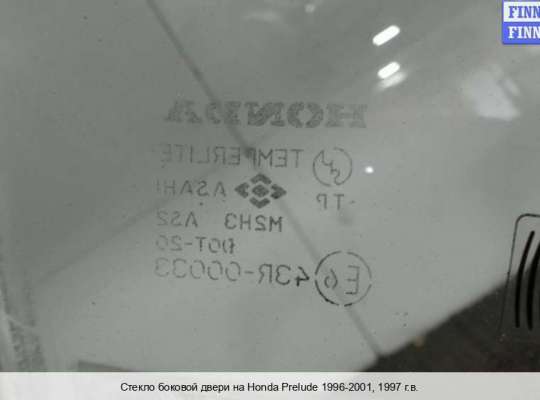 FINN
FINN
HONDA
TEMPERLITE
-TP
ASAHI
M2H3 AS2
DOT-20
E6 43R-00033
Стекло боковой двери на Honda Prelude 1996-2001, 1997 г.в.